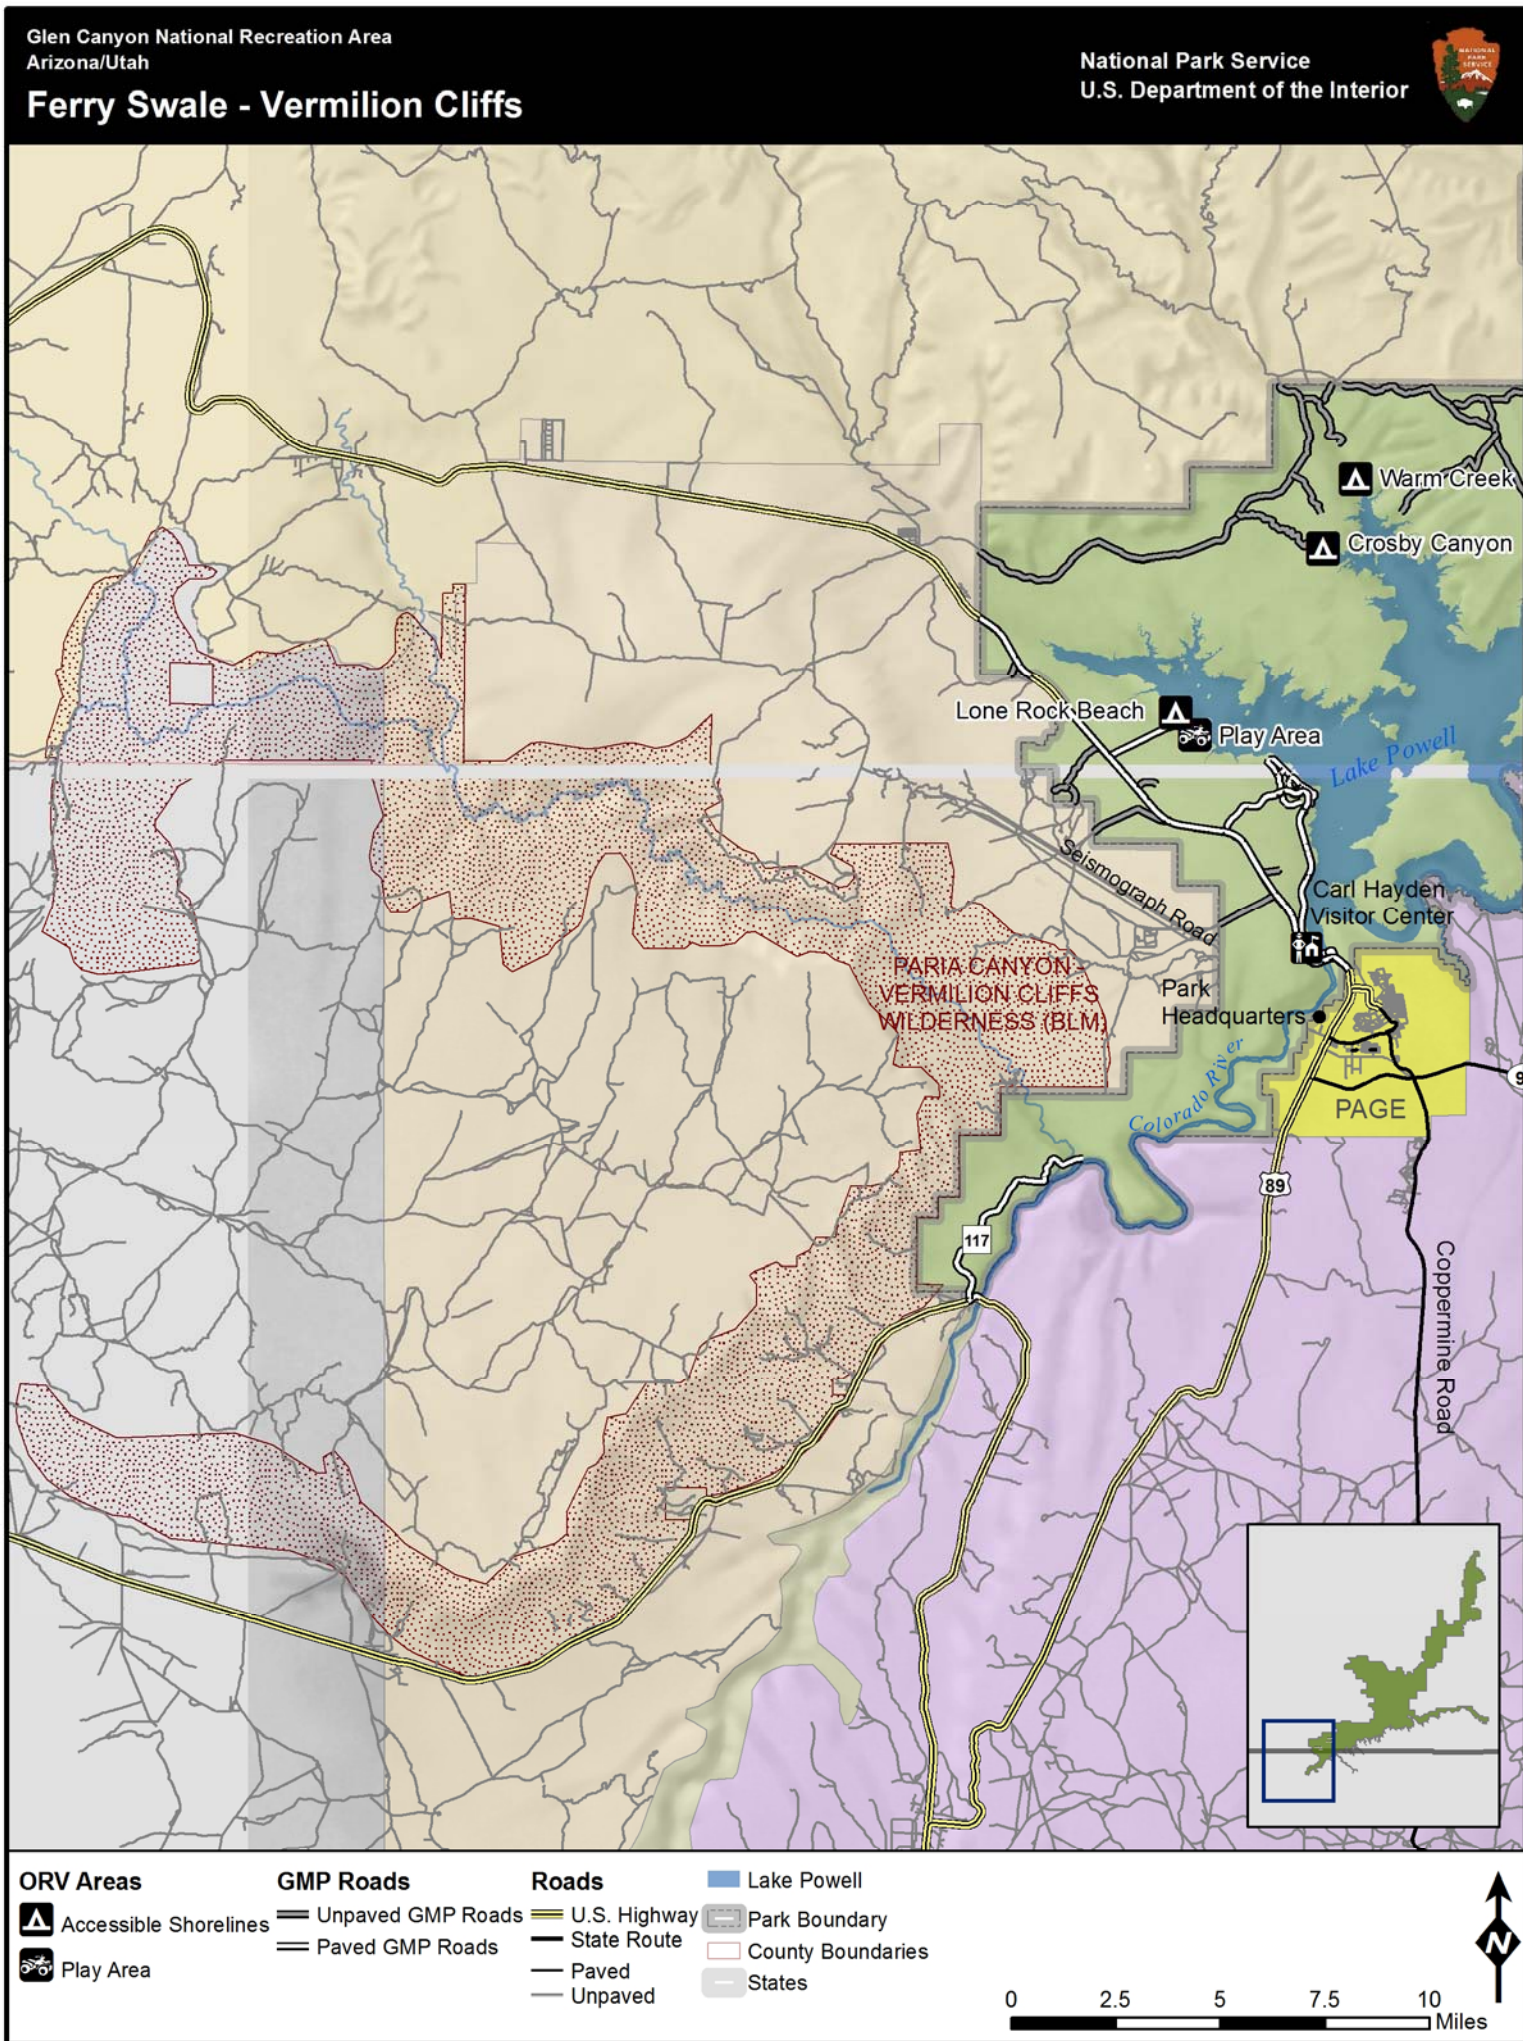 Glen Canyon National Recreation Area
Arizona/Utah
Ferry Swale - Vermilion Cliffs
National Park Service
U.S. Department of the Interior
NATIONAL
PARK
SERVICE
Warm Creek
Crosby Canyon
Lone Rock Beach
Play Area
Lake Powell
Seismograph Road
Carl Hayden
Visitor Center
PARIA CANYON -
VERMILION CLIFFS
WILDERNESS (BLM)
Park
Headquarters
Colorado River
9
PAGE
89
117
Coppermine Road
ORV Areas
Accessible Shorelines
Play Area
GMP Roads
Unpaved GMP Roads
Paved GMP Roads
Roads
U.S. Highway
State Route
Paved
Unpaved
Lake Powell
Park Boundary
County Boundaries
States
N
0 2.5 5 7.5 10
Miles